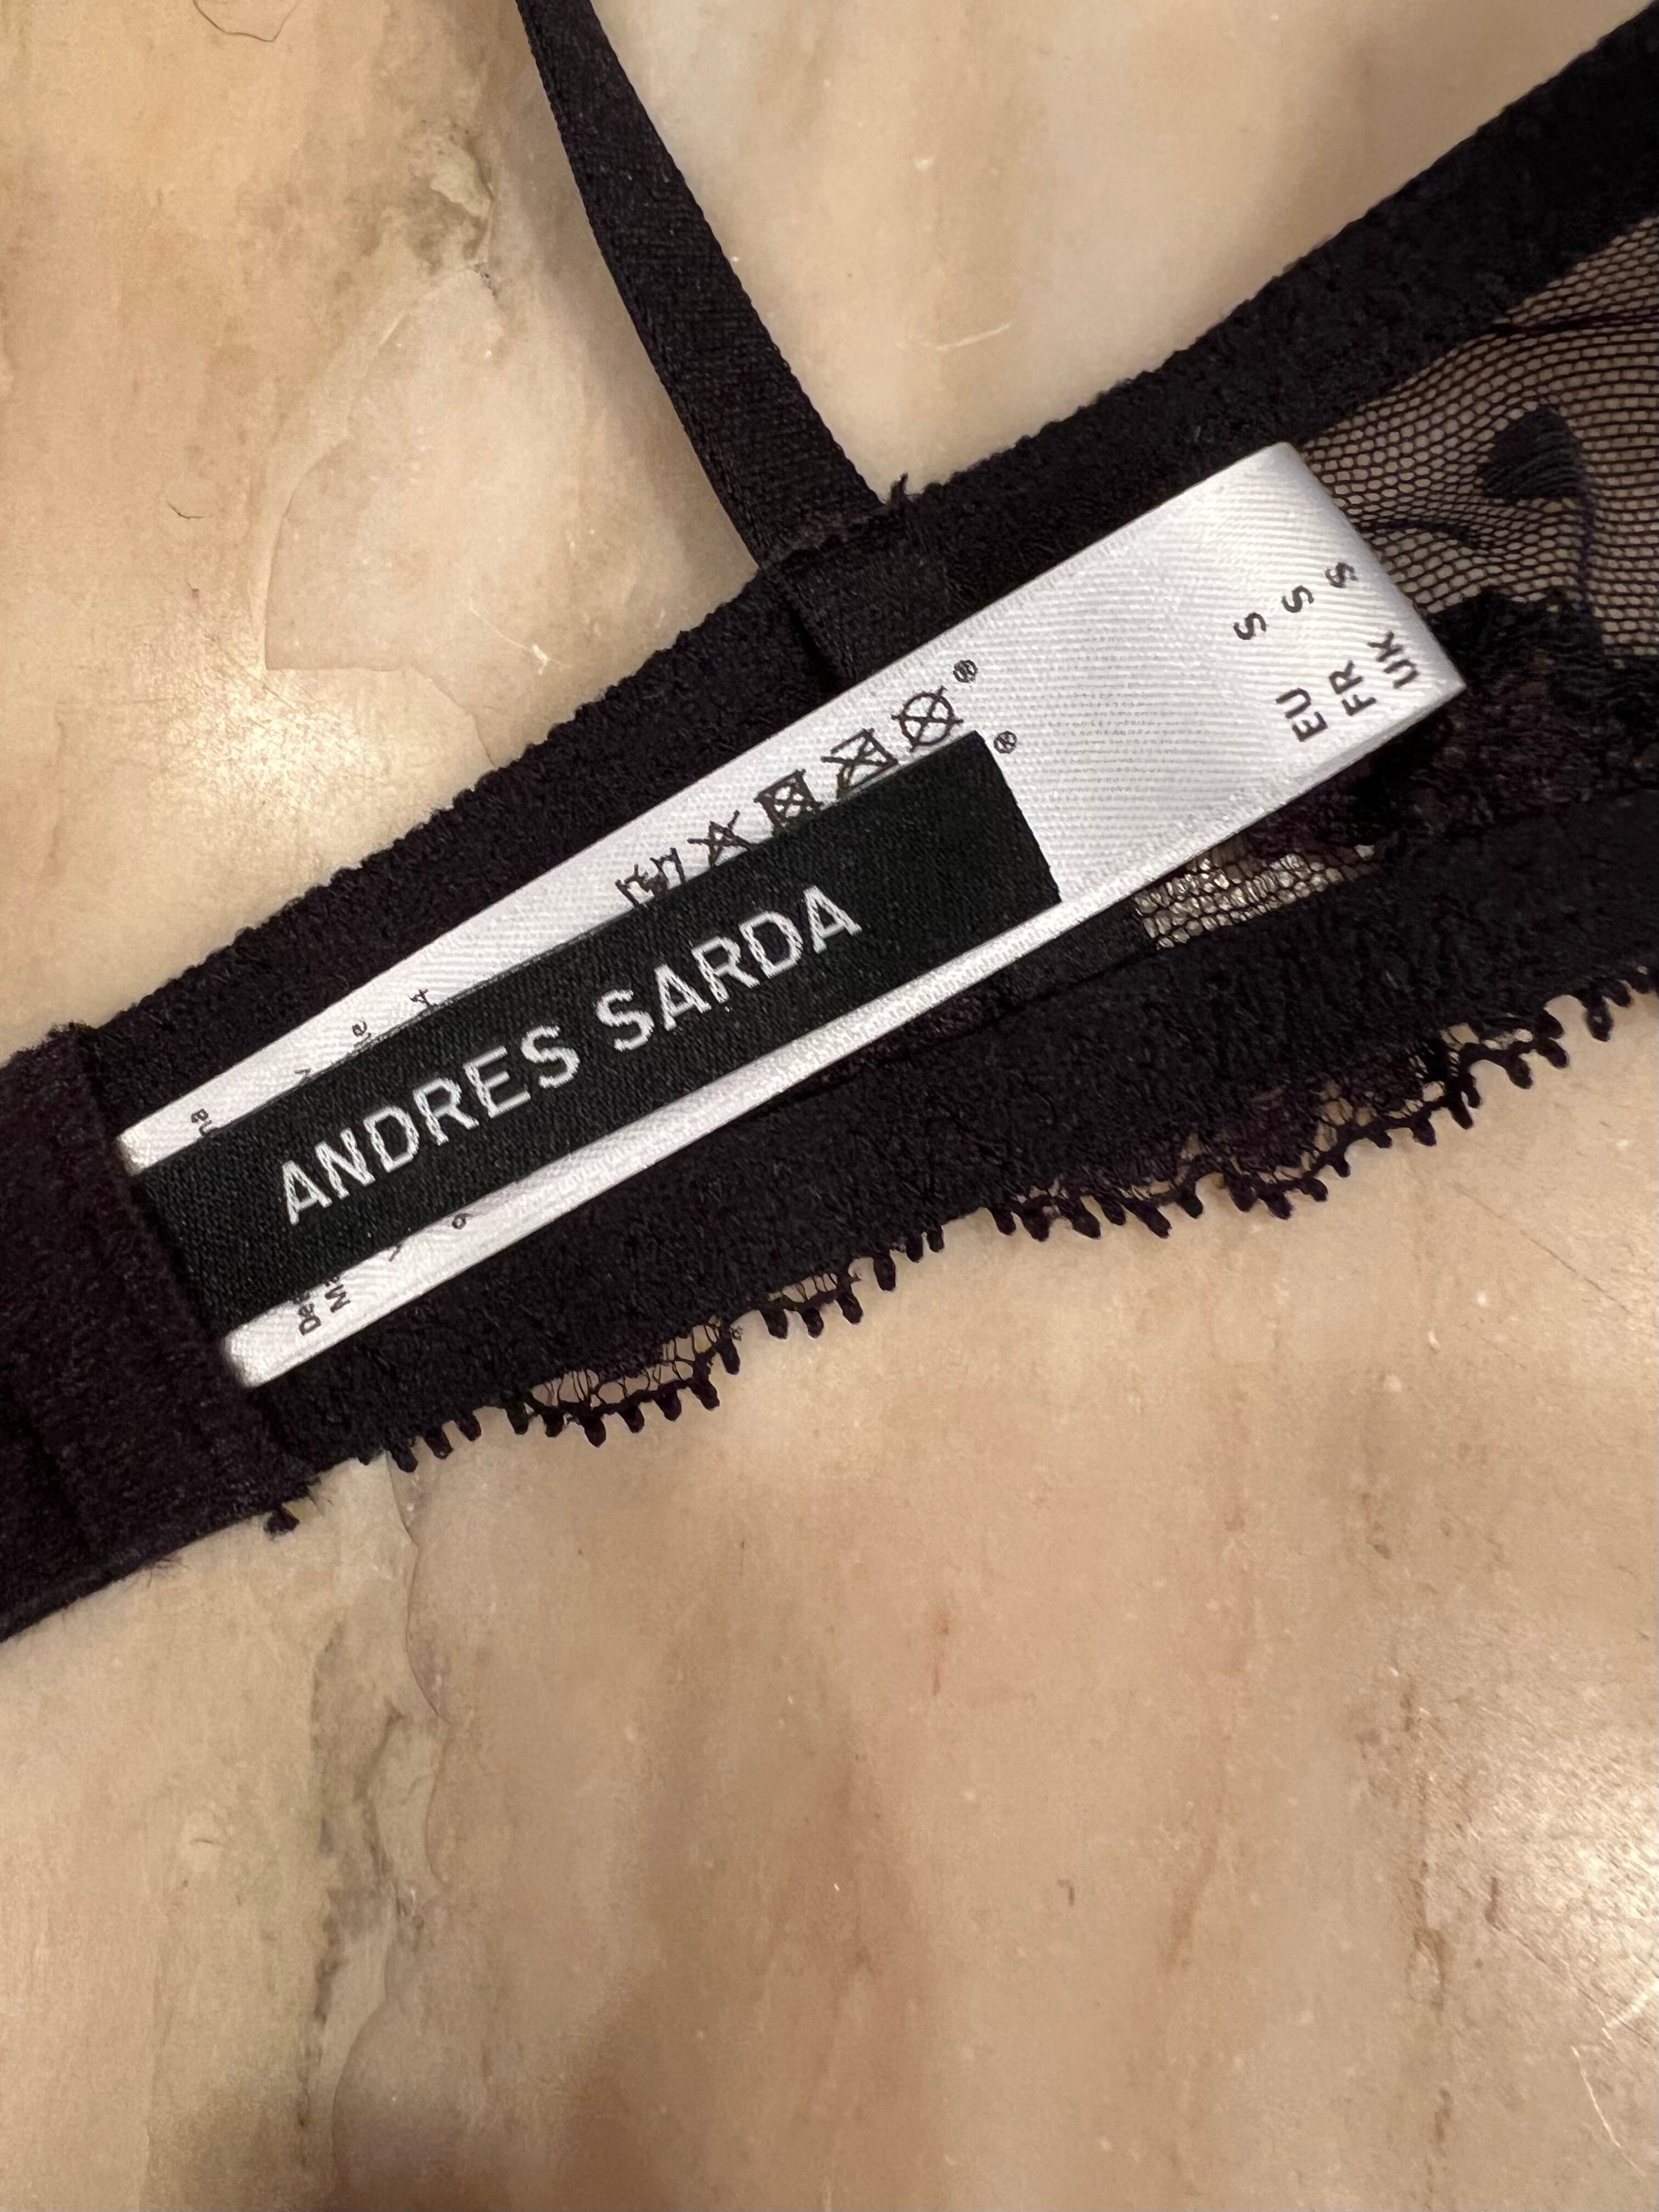 ANDRES SARDA
EU S
FR S
UK S